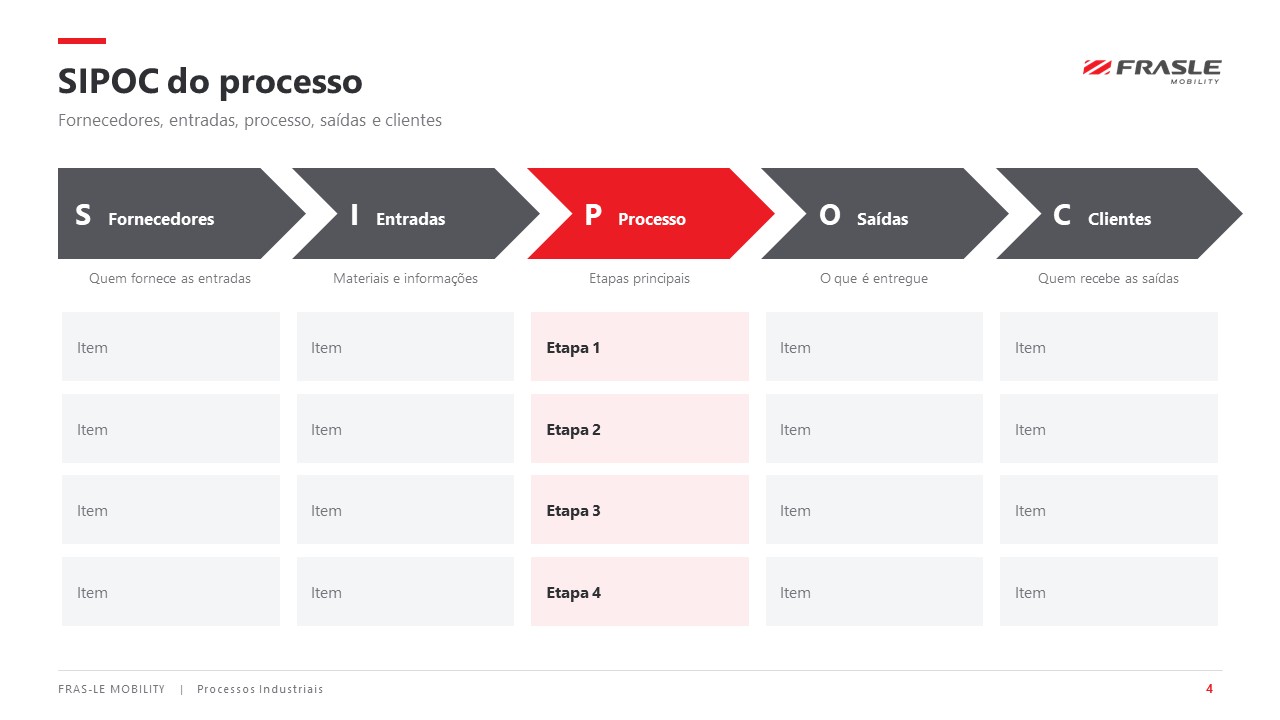 SIPOC do processo
FRASLE
MOBILITY
Fornecedores, entradas, processo, saídas e clientes
S Fornecedores
I Entradas
P Processo
O Saídas
C Clientes
Quem fornece as entradas
Materiais e informações
Etapas principais
O que é entregue
Quem recebe as saídas
Item
Item
Etapa 1
Item
Item
Item
Item
Etapa 2
Item
Item
Item
Item
Etapa 3
Item
Item
Item
Item
Etapa 4
Item
Item
FRAS-LE MOBILITY | Processos Industriais
4